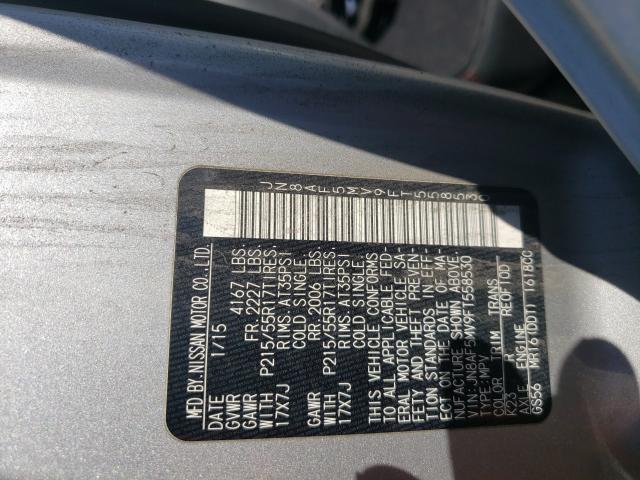 JN8AF5MV9FT558530
MFD BY NISSAN MOTOR CO.,LTD.
DATE 1/15
GVWR 4167 LBS.
GAWR FR.2227 LBS.
WITH P215/55R17TIRES.
17X7J RIMS.AT35PSI
COLD SINGLE
GAWR RR.2006 LBS.
WITH P215/55R17TIRES.
17X7J RIMS.AT35PSI
COLD SINGLE
THIS VEHICLE CONFORMS
TO ALL APPLICABLE FED-
ERAL MOTOR VEHICLE SA-
FETY AND THEFT PREVEN-
TION STANDARDS IN EFF-
ECT ON THE DATE OF MA-
NUFACTURE SHOWN ABOVE.
VIN:JN8AF5MV9FT558530
TYPE:MPV
COLOR TRIM TRANS
K23 R RE0F10D
AXLE ENGINE
GS56 MR16(DDT) 1618CC